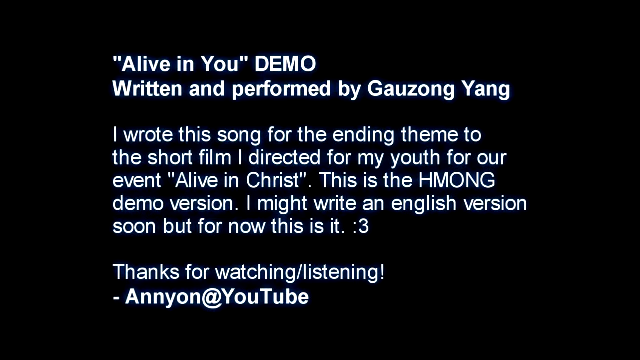 "Alive in You" DEMO
Written and performed by Gauzong Yang
I wrote this song for the ending theme to
the short film I directed for my youth for our
event "Alive in Christ". This is the HMONG
demo version. I might write an english version
soon but for now this is it. :3
Thanks for watching/listening!
- Annyon@YouTube